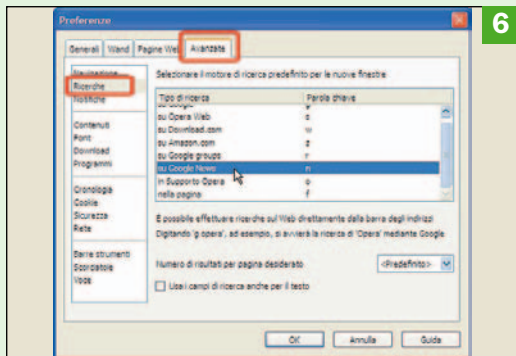 6
Preferenze
Generali Wand Pagine Web Avanzate
Navigazione
Ricerche
Notifiche
Contenuti
Font
Download
Programmi
Cronologia
Cookie
Sicurezza
Rete
Barre strumenti
Scorciatoie
Voce
Selezionare il motore di ricerca predefinito per le nuove finestre
Tipo di ricerca Parola chiave
su Google g
su Opera Web s
su Download.com w
su Amazon.com z
su Google groups r
su Google News n
in Supporto Opera o
nella pagina f
È possibile effettuare ricerche sul Web direttamente dalla barra degli indirizzi
Digitando 'g opera', ad esempio, si avvierà la ricerca di 'Opera' mediante Google
Numero di risultati per pagina desiderato <Predefinito>
Usa i campi di ricerca anche per il testo
OK Annulla Guida